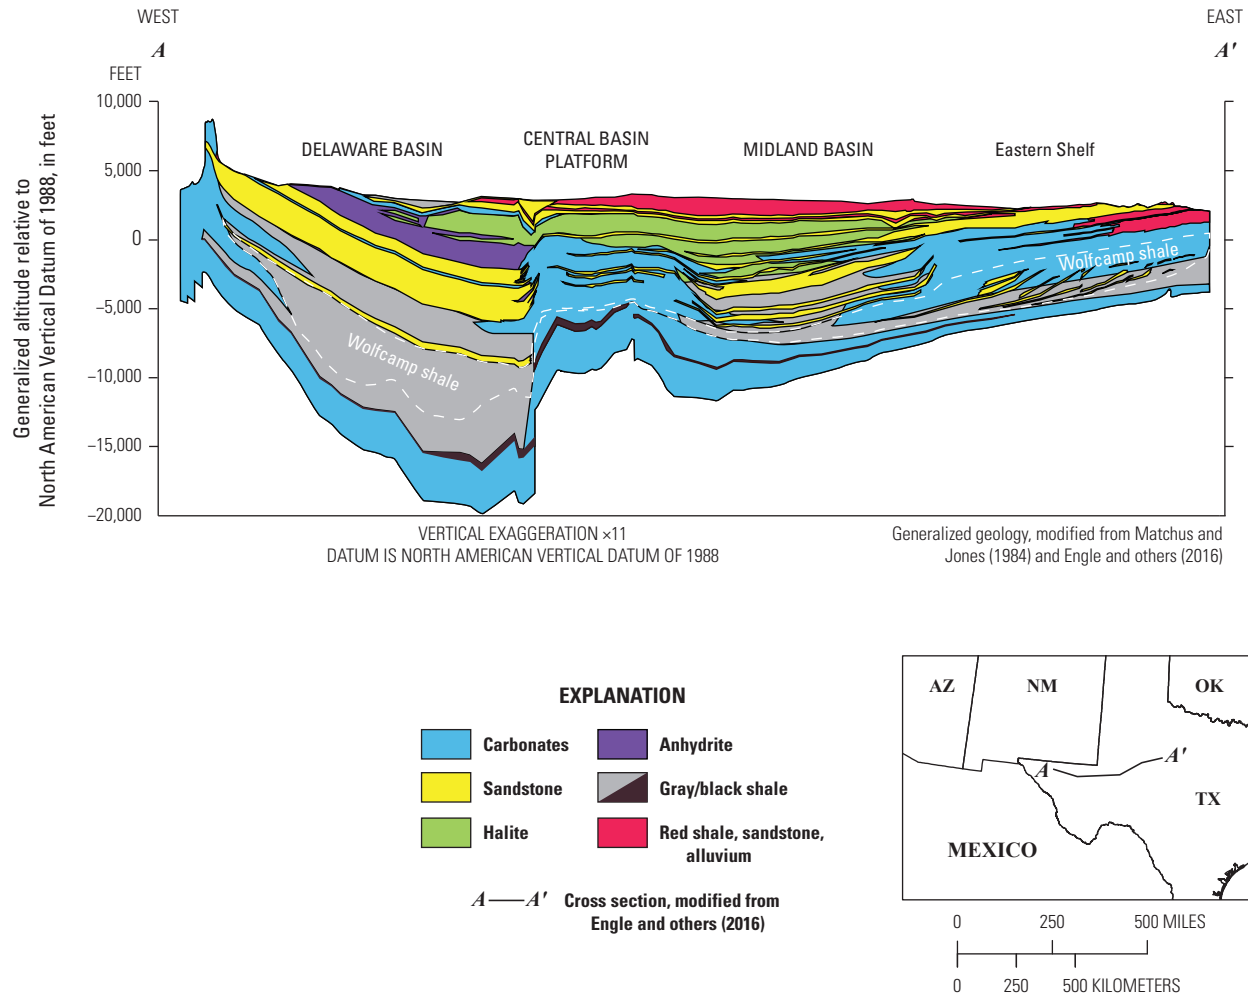 WEST
EAST
A
A′
FEET
10,000
5,000
0
−5,000
−10,000
−15,000
−20,000
Generalized altitude relative to
North American Vertical Datum of 1988, in feet
DELAWARE BASIN
CENTRAL BASIN
PLATFORM
MIDLAND BASIN
Eastern Shelf
Wolfcamp shale
Wolfcamp shale
VERTICAL EXAGGERATION ×11
DATUM IS NORTH AMERICAN VERTICAL DATUM OF 1988
Generalized geology, modified from Matchus and
Jones (1984) and Engle and others (2016)
EXPLANATION
Carbonates
Sandstone
Halite
Anhydrite
Gray/black shale
Red shale, sandstone,
alluvium
A — A′ Cross section, modified from
Engle and others (2016)
AZ
NM
OK
A
A′
TX
MEXICO
0 250 500 MILES
0 250 500 KILOMETERS